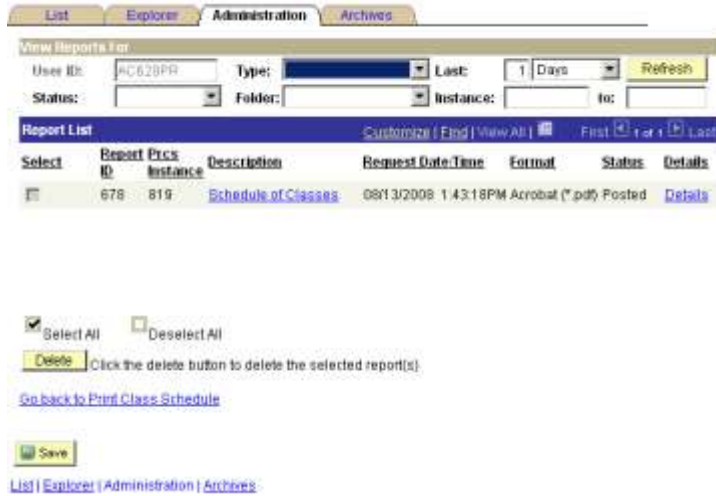 List Explorer Administration Archives
View Reports For
User ID: AC628PR Type: Last: 1 Days Refresh
Status: Folder: Instance: to:
Report List Customize | Find | View All | First 1 of 1 Last
Select Report ID Prcs Instance Description Request Date/Time Format Status Details
678 819 Schedule of Classes 08/13/2008 1:43:18PM Acrobat (*.pdf) Posted Details
Select All Deselect All
Delete Click the delete button to delete the selected report(s)
Go back to Print Class Schedule
Save
List | Explorer | Administration | Archives